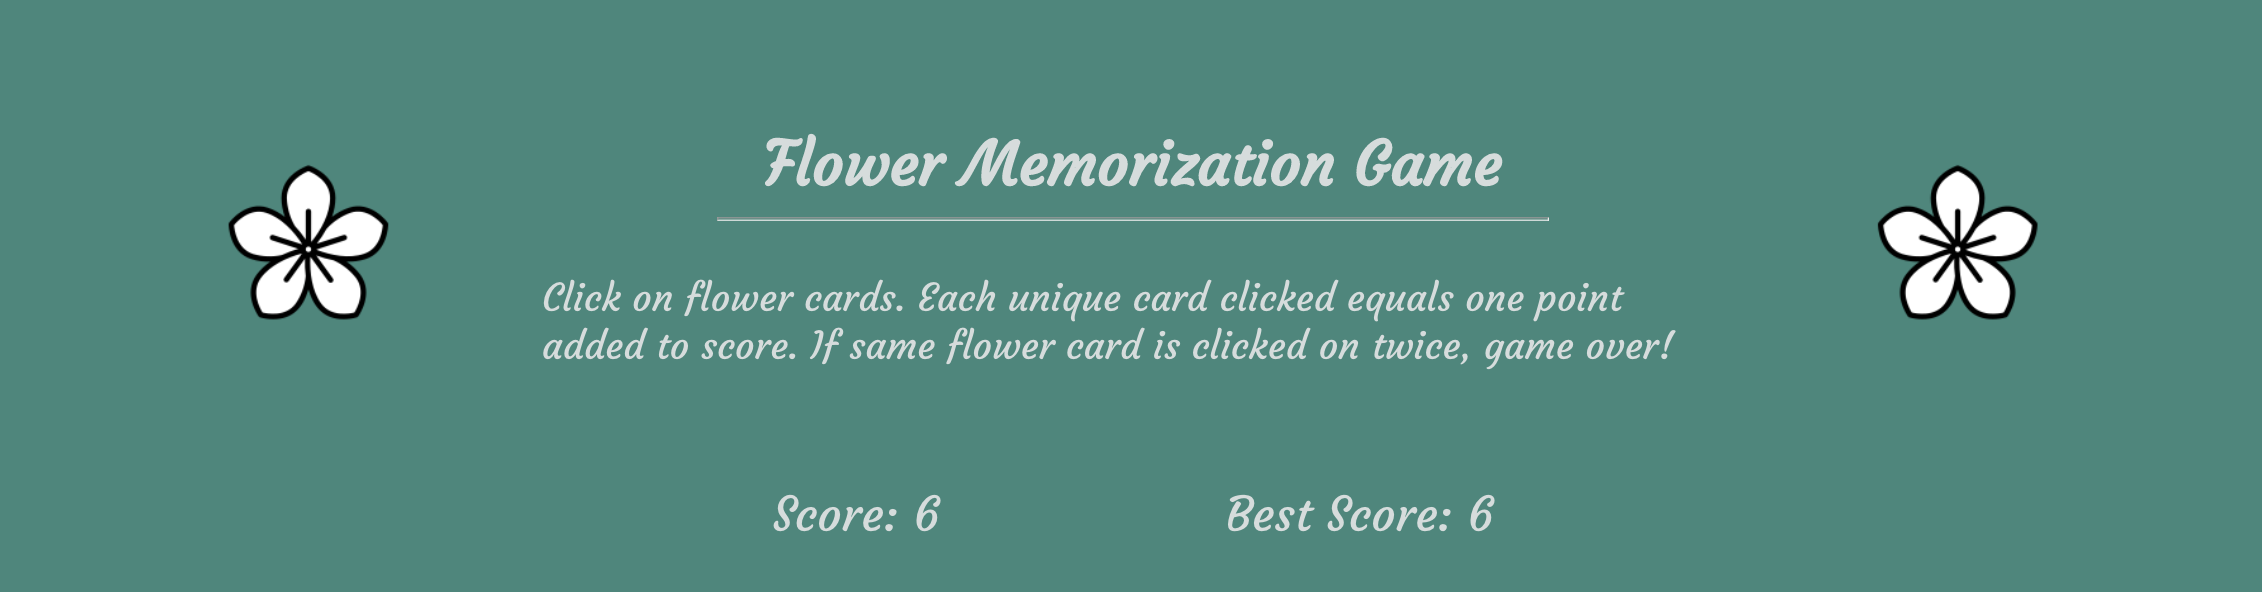 Flower Memorization Game
Click on flower cards. Each unique card clicked equals one point
added to score. If same flower card is clicked on twice, game over!
Score: 6
Best Score: 6